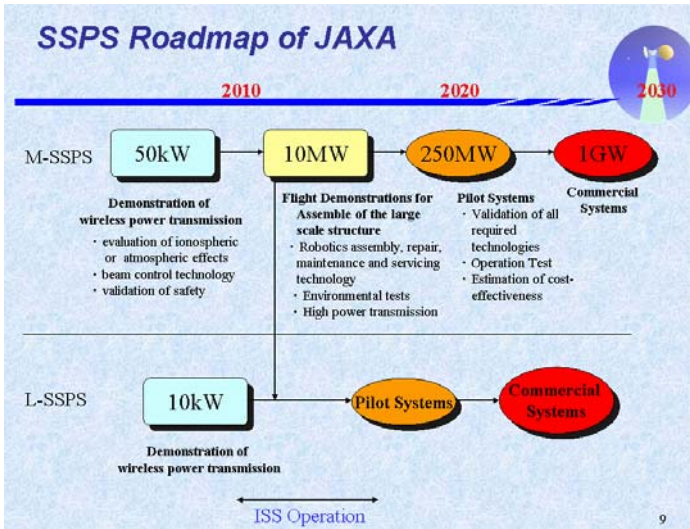 SSPS Roadmap of JAXA
2010
2020
2030
M-SSPS
50kW
10MW
250MW
1GW
Demonstration of
wireless power transmission
・evaluation of ionospheric
or atmospheric effects
・beam control technology
・validation of safety
Flight Demonstrations for
Assemble of the large
scale structure
・Robotics assembly, repair,
maintenance and servicing
technology
・Environmental tests
・High power transmission
Pilot Systems
・Validation of all
required
technologies
・Operation Test
・Estimation of cost-
effectiveness
Commercial
Systems
L-SSPS
10kW
Pilot Systems
Commercial
Systems
Demonstration of
wireless power transmission
ISS Operation
9